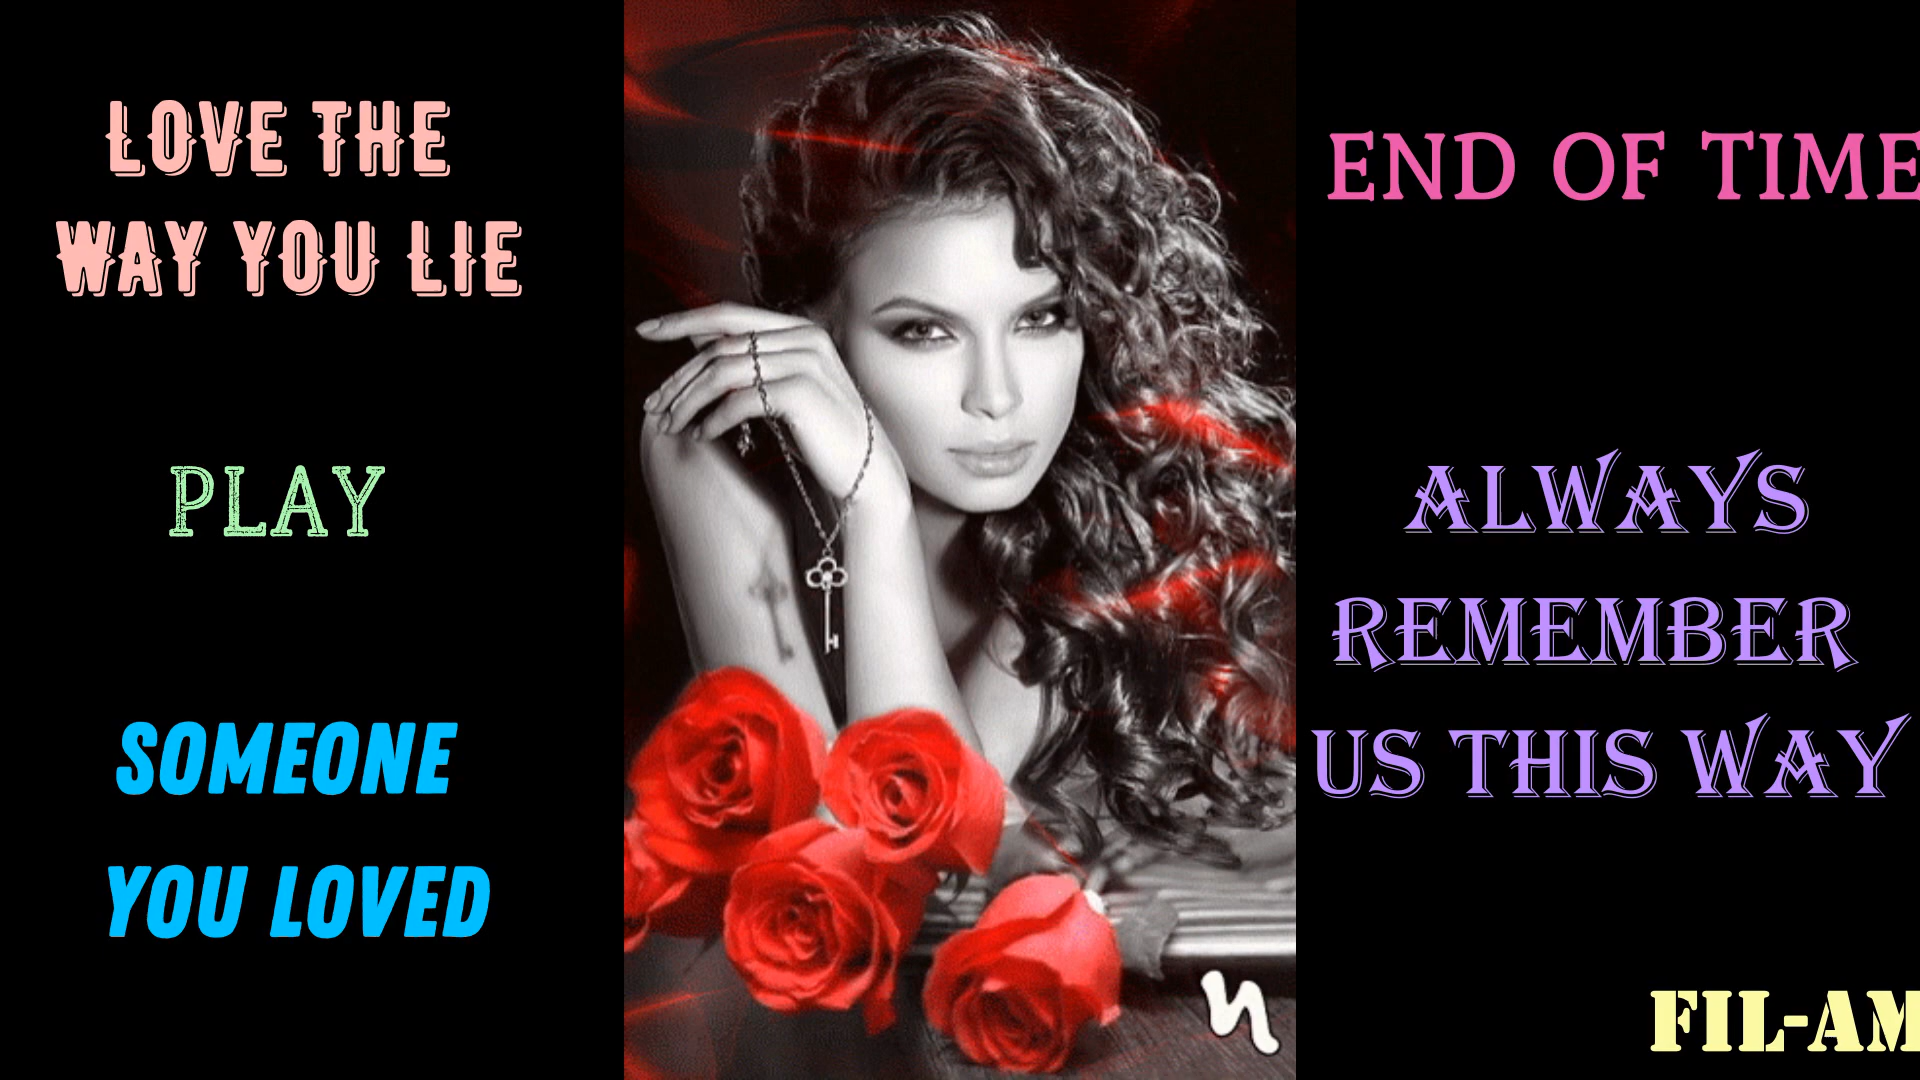 LOVE THE
WAY YOU LIE
PLAY
SOMEONE
YOU LOVED
END OF TIME
ALWAYS
REMEMBER
US THIS WAY
n
FIL-AM